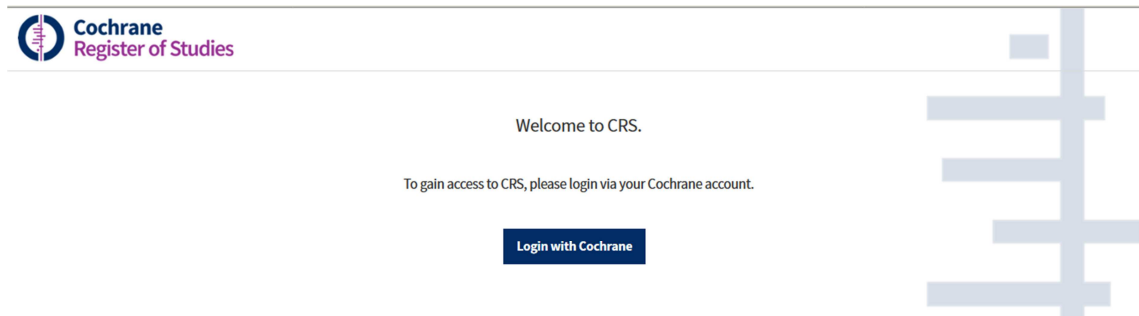 Cochrane
Register of Studies
Welcome to CRS.
To gain access to CRS, please login via your Cochrane account.
Login with Cochrane